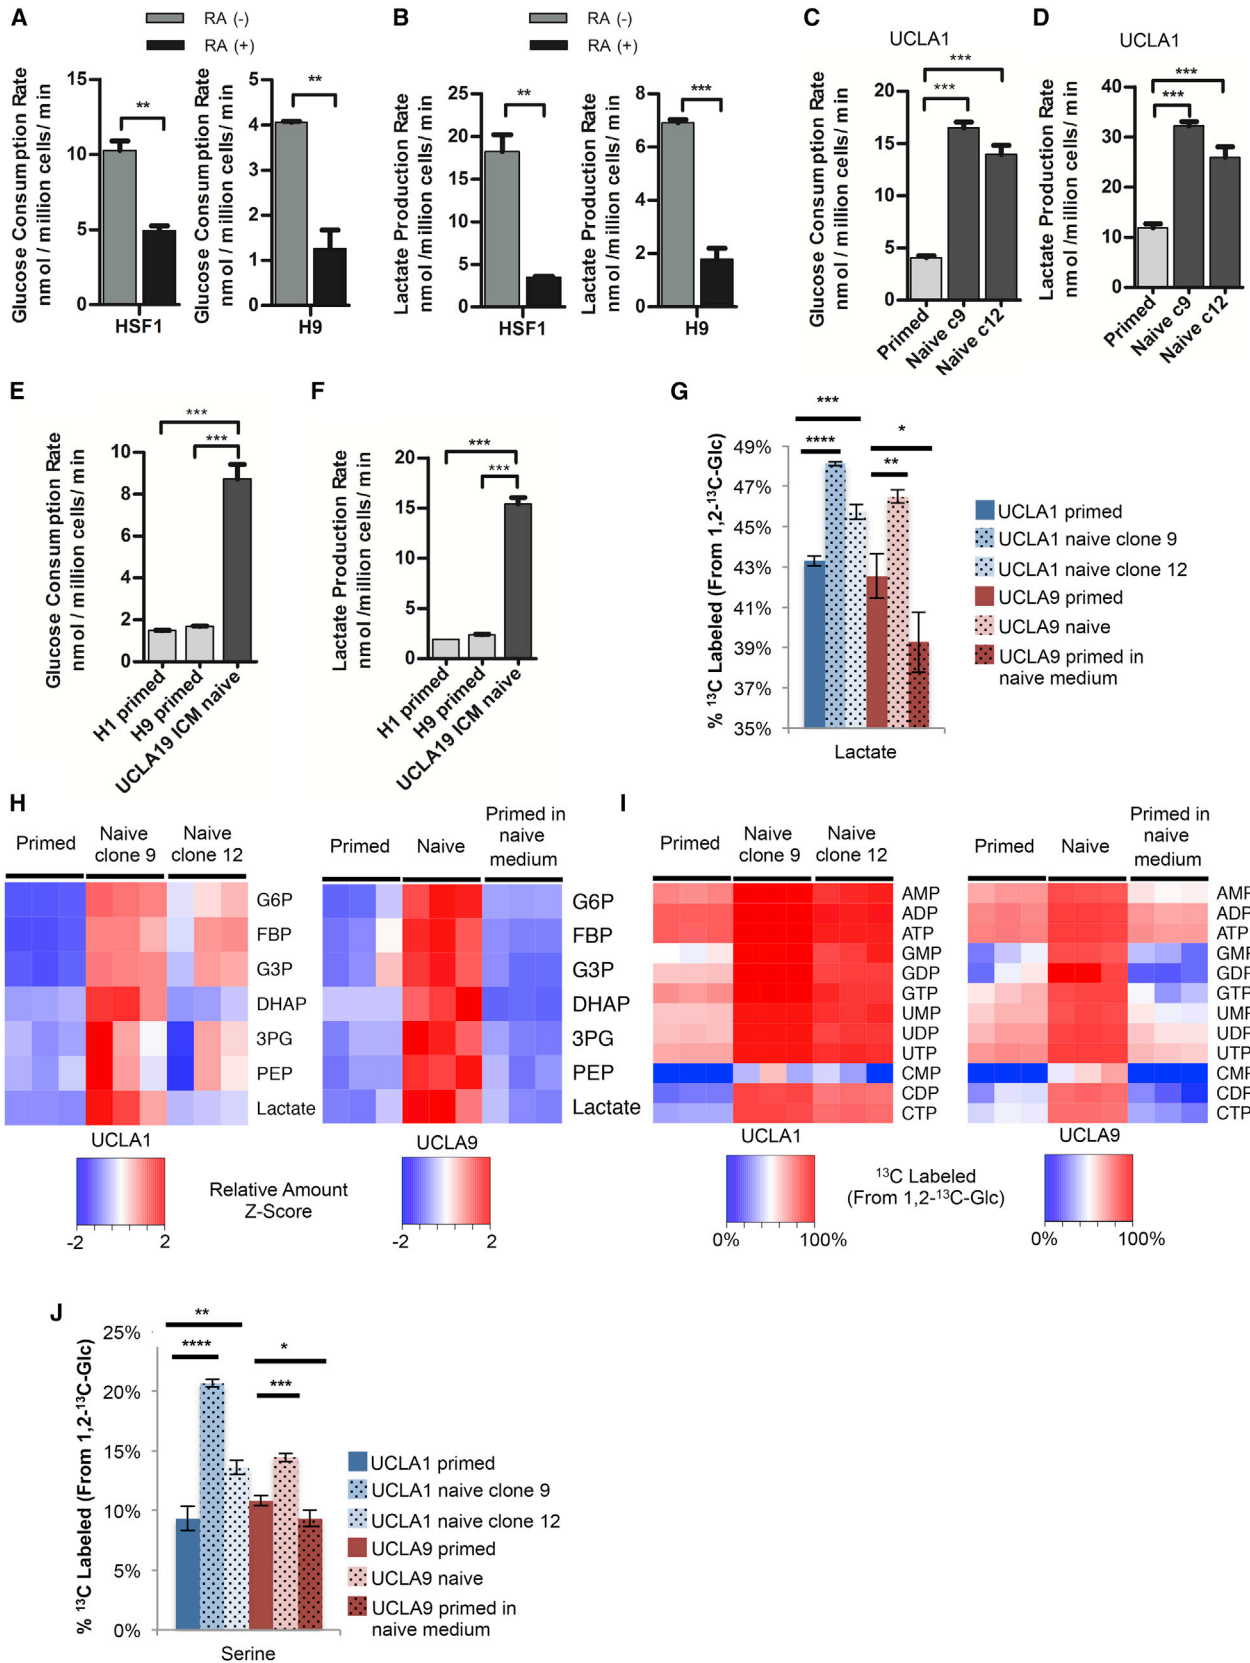 A
RA (-)
RA (+)
Glucose Consumption Rate
nmol / million cells/ min
15
10
5
0
**
HSF1
Glucose Consumption Rate
nmol / million cells/ min
5
4
3
2
1
0
**
H9
B
RA (-)
RA (+)
Lactate Production Rate
nmol /million cells/ min
25
20
15
10
5
0
**
HSF1
Lactate Production Rate
nmol /million cells/ min
8
6
4
2
0
***
H9
C
UCLA1
Glucose Consumption Rate
nmol / million cells/ min
20
15
10
5
0
***
***
Primed
Naive c9
Naive c12
D
UCLA1
Lactate Production Rate
nmol /million cells/ min
40
30
20
10
0
***
***
Primed
Naive c9
Naive c12
E
Glucose Consumption Rate
nmol / million cells/ min
10
8
6
4
2
0
***
***
H1 primed
H9 primed
UCLA19 ICM naive
F
Lactate Production Rate
nmol /million cells/ min
20
15
10
5
0
***
***
H1 primed
H9 primed
UCLA19 ICM naive
G
% ¹³C Labeled (From 1,2-¹³C-Glc)
49%
47%
45%
43%
41%
39%
37%
35%
***
****
*
**
Lactate
UCLA1 primed
UCLA1 naive clone 9
UCLA1 naive clone 12
UCLA9 primed
UCLA9 naive
UCLA9 primed in
naive medium
H
Primed
Naive
clone 9
Naive
clone 12
G6P
FBP
G3P
DHAP
3PG
PEP
Lactate
UCLA1
-2
2
Relative Amount
Z-Score
Primed
Naive
Primed in
naive
medium
G6P
FBP
G3P
DHAP
3PG
PEP
Lactate
UCLA9
-2
2
I
Primed
Naive
clone 9
Naive
clone 12
AMP
ADP
ATP
GMP
GDP
GTP
UMP
UDP
UTP
CMP
CDP
CTP
UCLA1
0%
100%
¹³C Labeled
(From 1,2-¹³C-Glc)
Primed
Naive
Primed in
naive
medium
AMP
ADP
ATP
GMP
GDP
GTP
UMP
UDP
UTP
CMP
CDP
CTP
UCLA9
0%
100%
J
% ¹³C Labeled (From 1,2-¹³C-Glc)
25%
20%
15%
10%
5%
0%
**
****
*
***
Serine
UCLA1 primed
UCLA1 naive clone 9
UCLA1 naive clone 12
UCLA9 primed
UCLA9 naive
UCLA9 primed in
naive medium